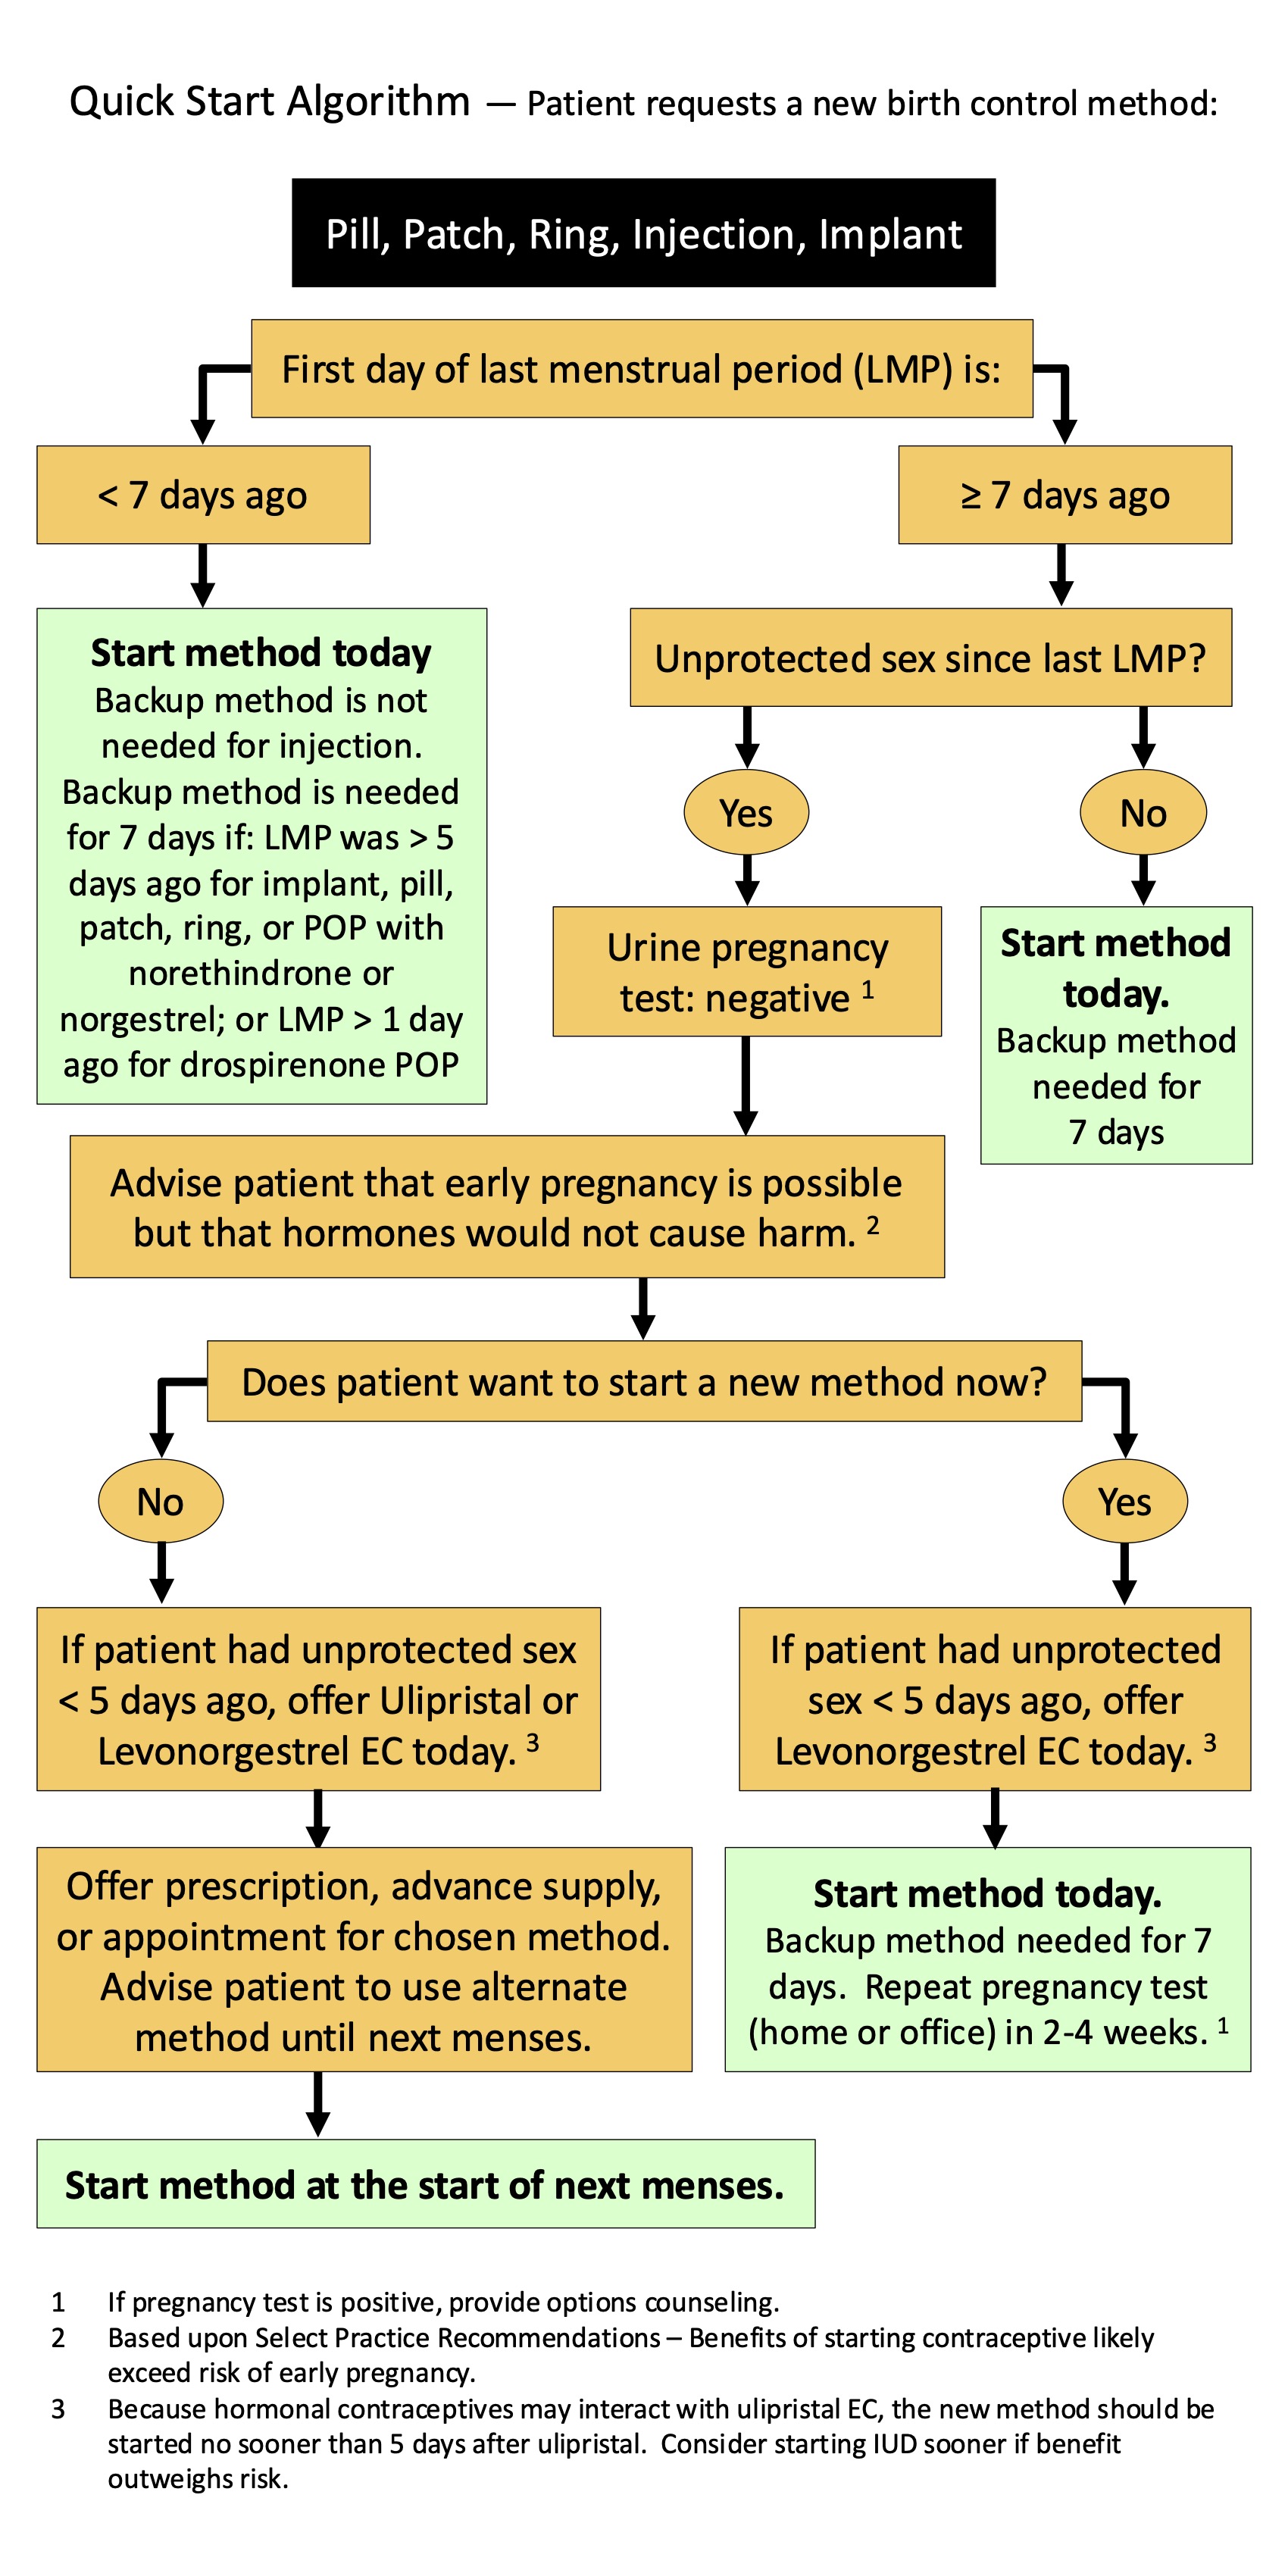 Quick Start Algorithm — Patient requests a new birth control method:
Pill, Patch, Ring, Injection, Implant
First day of last menstrual period (LMP) is:
< 7 days ago
≥ 7 days ago
Start method today
Backup method is not
needed for injection.
Backup method is needed
for 7 days if: LMP was > 5
days ago for implant, pill,
patch, ring, or POP with
norethindrone or
norgestrel; or LMP > 1 day
ago for drospirenone POP
Unprotected sex since last LMP?
Yes
No
Urine pregnancy
test: negative 1
Start method
today.
Backup method
needed for
7 days
Advise patient that early pregnancy is possible
but that hormones would not cause harm. 2
Does patient want to start a new method now?
No
Yes
If patient had unprotected sex
< 5 days ago, offer Ulipristal or
Levonorgestrel EC today. 3
If patient had unprotected
sex < 5 days ago, offer
Levonorgestrel EC today. 3
Offer prescription, advance supply,
or appointment for chosen method.
Advise patient to use alternate
method until next menses.
Start method today.
Backup method needed for 7
days. Repeat pregnancy test
(home or office) in 2-4 weeks. 1
Start method at the start of next menses.
1 If pregnancy test is positive, provide options counseling.
2 Based upon Select Practice Recommendations – Benefits of starting contraceptive likely
exceed risk of early pregnancy.
3 Because hormonal contraceptives may interact with ulipristal EC, the new method should be
started no sooner than 5 days after ulipristal. Consider starting IUD sooner if benefit
outweighs risk.